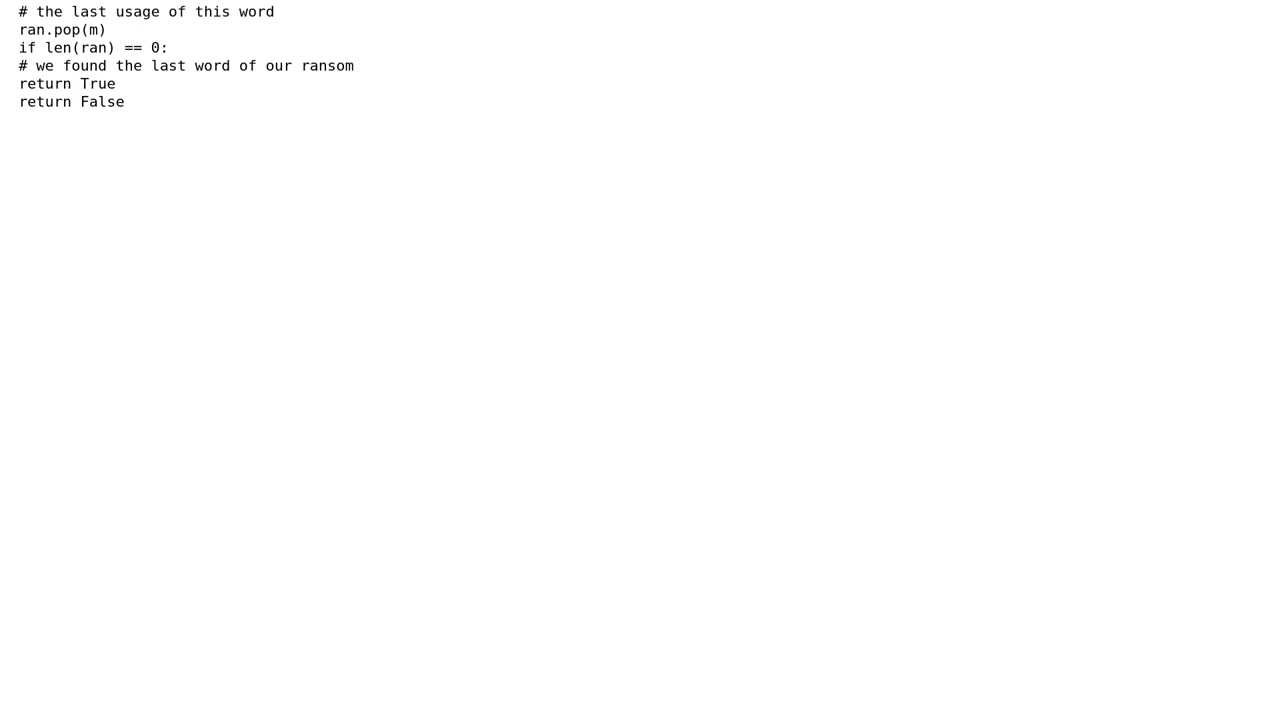 # the last usage of this word
ran.pop(m)
if len(ran) == 0:
# we found the last word of our ransom
return True
return False